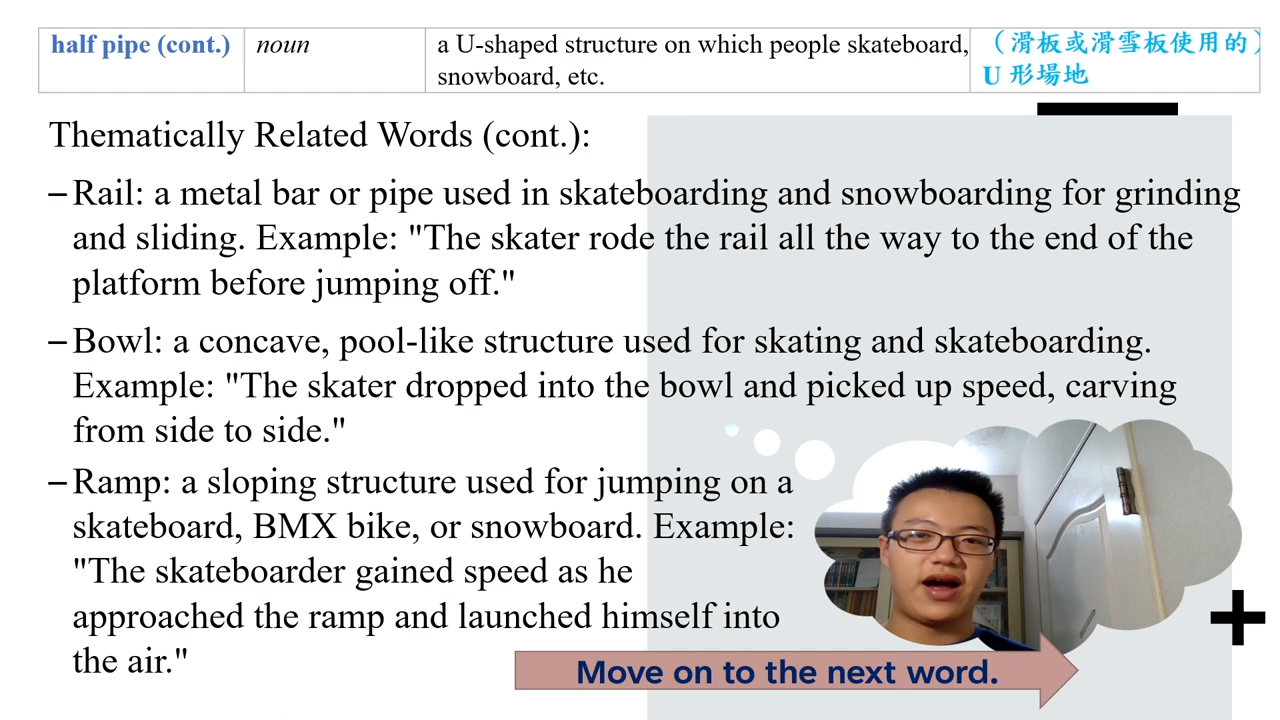 half pipe (cont.)
noun
a U-shaped structure on which people skateboard,
snowboard, etc.
（滑板或滑雪板使用的）
U 形場地
Thematically Related Words (cont.):
–Rail: a metal bar or pipe used in skateboarding and snowboarding for grinding
and sliding. Example: "The skater rode the rail all the way to the end of the
platform before jumping off."
–Bowl: a concave, pool-like structure used for skating and skateboarding.
Example: "The skater dropped into the bowl and picked up speed, carving
from side to side."
–Ramp: a sloping structure used for jumping on a
skateboard, BMX bike, or snowboard. Example:
"The skateboarder gained speed as he
approached the ramp and launched himself into
the air."
Move on to the next word.